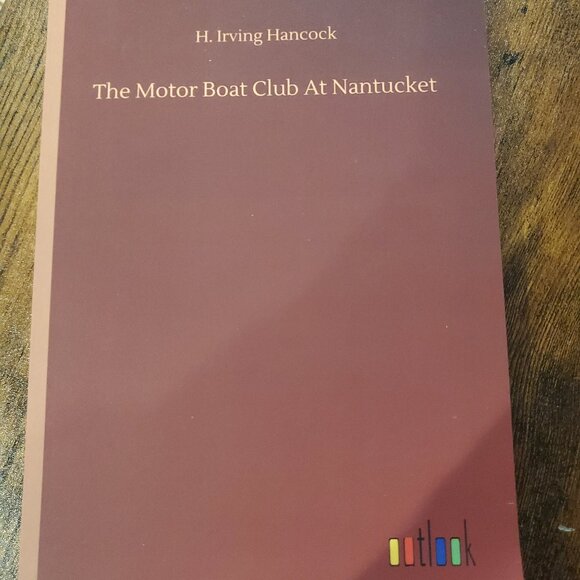 H. Irving Hancock
The Motor Boat Club At Nantucket
outlook